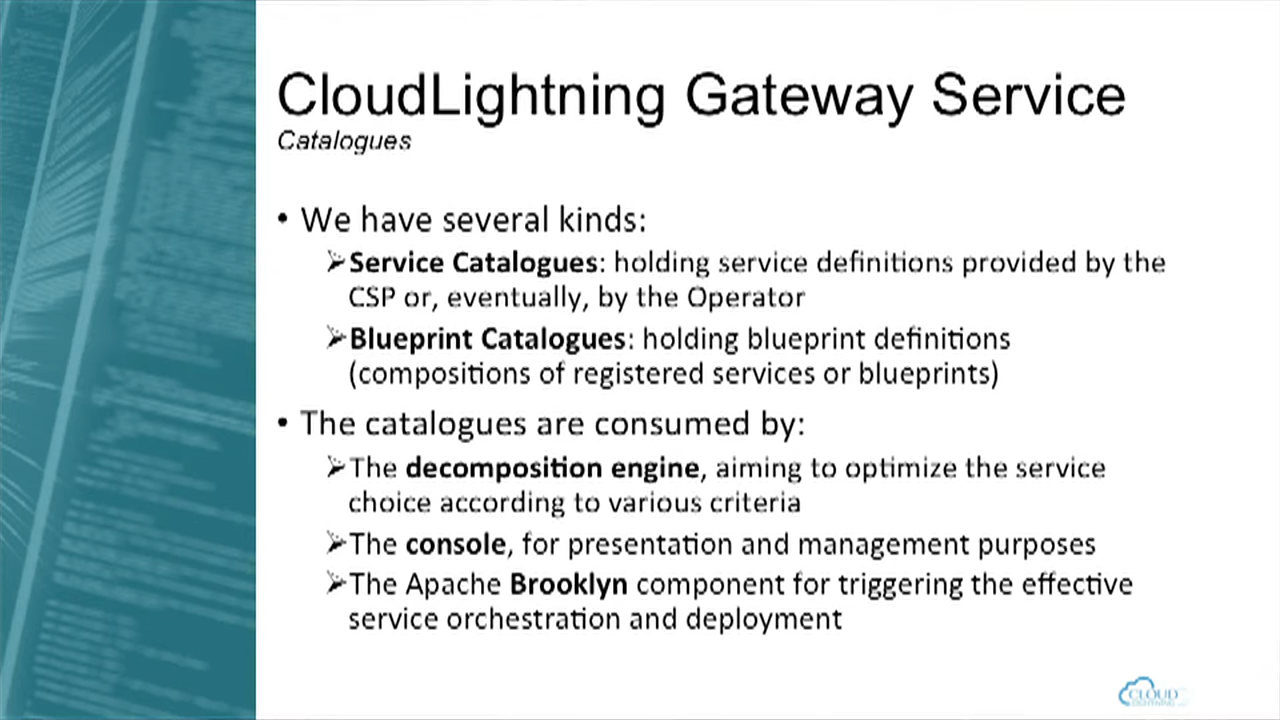 CloudLightning Gateway Service
Catalogues
• We have several kinds:
➢Service Catalogues: holding service definitions provided by the
CSP or, eventually, by the Operator
➢Blueprint Catalogues: holding blueprint definitions
(compositions of registered services or blueprints)
• The catalogues are consumed by:
➢The decomposition engine, aiming to optimize the service
choice according to various criteria
➢The console, for presentation and management purposes
➢The Apache Brooklyn component for triggering the effective
service orchestration and deployment
CLOUD
LIGHTNING